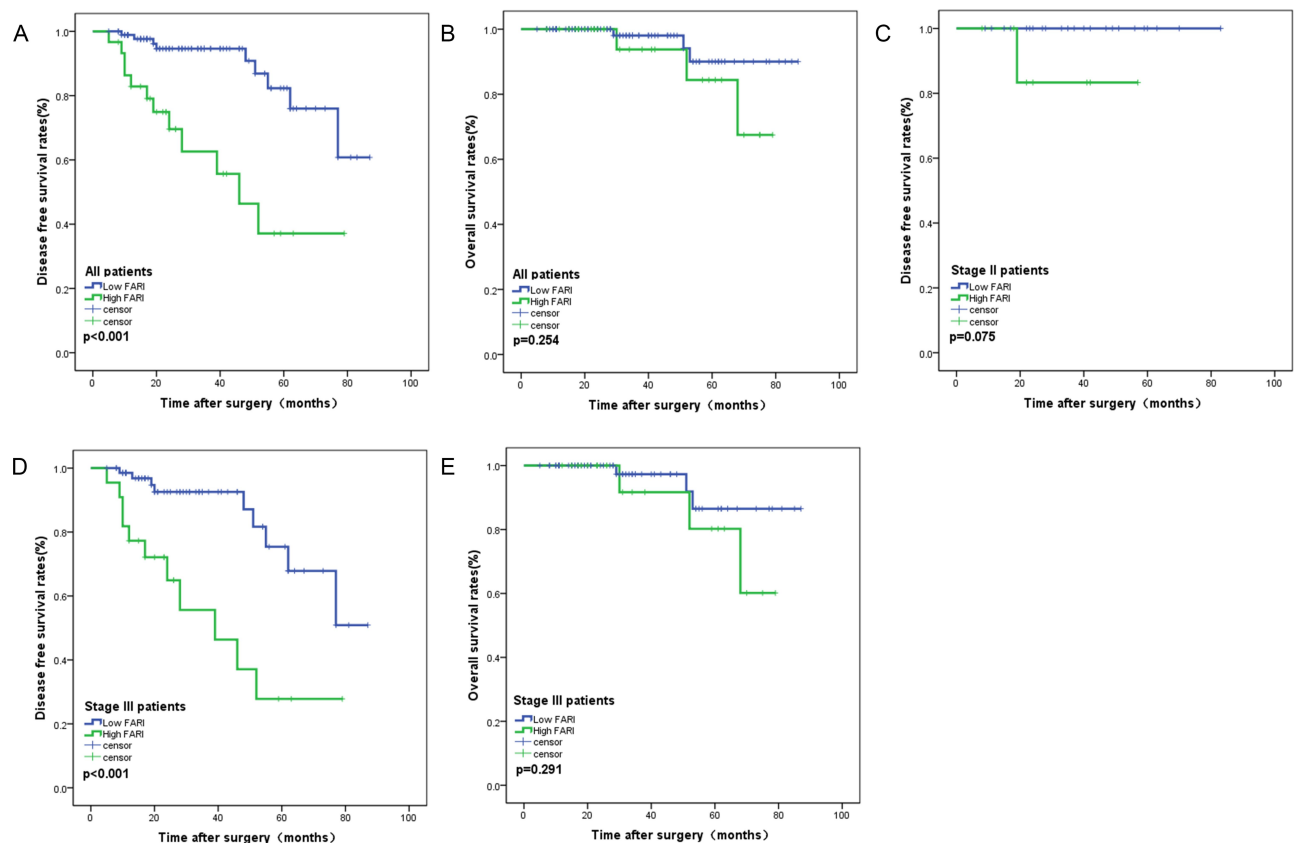 A
Disease free survival rates(%)
1.0
0.8
0.6
0.4
0.2
0.0
All patients
Low FARI
High FARI
censor
censor
p<0.001
0 20 40 60 80 100
Time after surgery（months）
B
Overall survival rates(%)
1.0
0.8
0.6
0.4
0.2
0.0
All patients
Low FARI
High FARI
censor
censor
p=0.254
0 20 40 60 80 100
Time after surgery（months）
C
Disease free survival rates(%)
1.0
0.8
0.6
0.4
0.2
0.0
Stage II patients
Low FARI
High FARI
censor
censor
p=0.075
0 20 40 60 80 100
Time after surgery（months）
D
Disease free survival rates(%)
1.0
0.8
0.6
0.4
0.2
0.0
Stage III patients
Low FARI
High FARI
censor
censor
p<0.001
0 20 40 60 80 100
Time after surgery（months）
E
Overall survival rates(%)
1.0
0.8
0.6
0.4
0.2
0.0
Stage III patients
Low FARI
High FARI
censor
censor
p=0.291
0 20 40 60 80 100
Time after surgery（months）